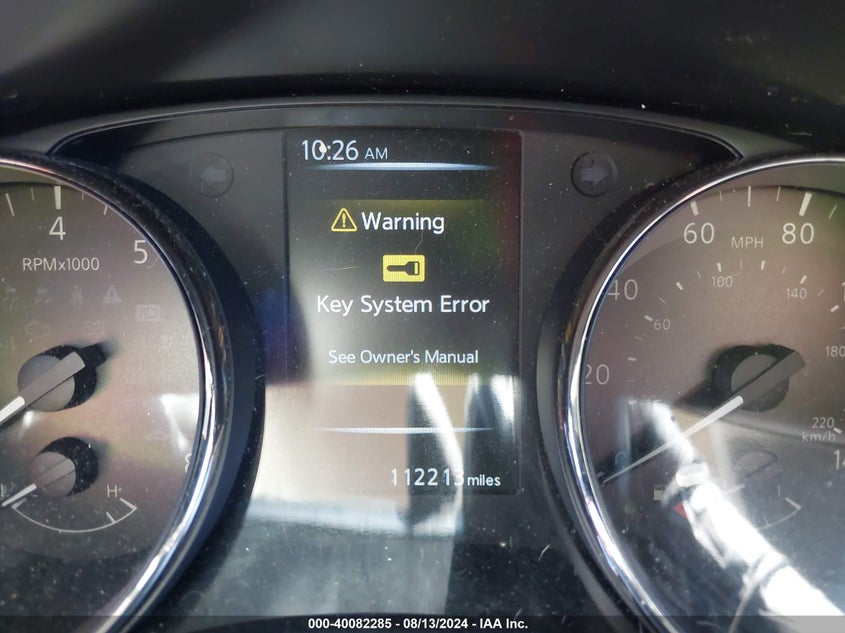 10:26 AM
Warning
Key System Error
See Owner's Manual
112213 miles
4
5
RPMx1000
H
60
MPH
80
40
100
140
60
180
20
220
km/h
000-40082285 - 08/13/2024 - IAA Inc.